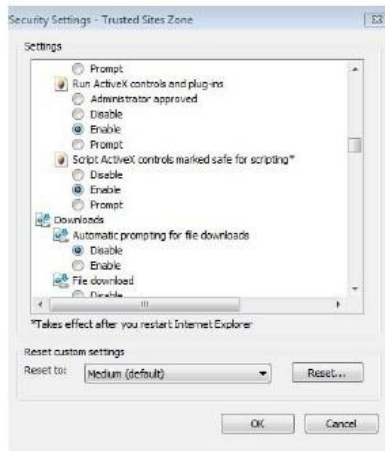 Security Settings - Trusted Sites Zone
Settings
Prompt
Run ActiveX controls and plug-ins
Administrator approved
Disable
Enable
Prompt
Script ActiveX controls marked safe for scripting*
Disable
Enable
Prompt
Downloads
Automatic prompting for file downloads
Disable
Enable
File download
Disable
*Takes effect after you restart Internet Explorer
Reset custom settings
Reset to: Medium (default) Reset...
OK Cancel